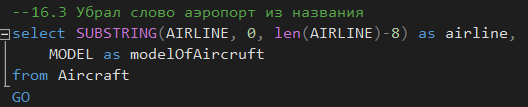 --16.3 Убрал слово аэропорт из названия
select SUBSTRING(AIRLINE, 0, len(AIRLINE)-8) as airline,
MODEL as modelOfAircruft
from Aircraft
GO